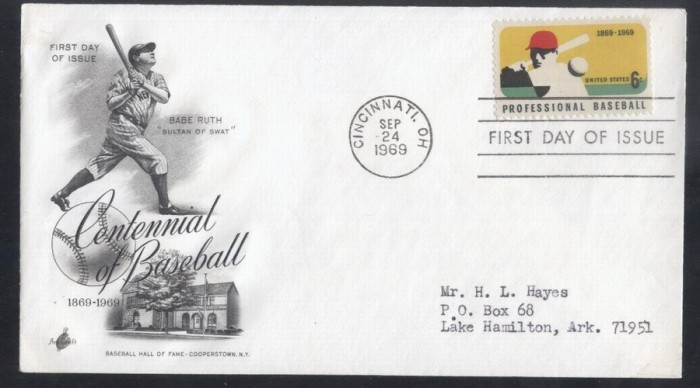 FIRST DAY
OF ISSUE
BABE RUTH
"SULTAN OF SWAT"
Centennial
of Baseball
1869-1969
ArtCraft
BASEBALL HALL OF FAME - COOPERSTOWN, N.Y.
CINCINNATI, OH
SEP
24
1969
1869-1969
UNITED STATES 6¢
PROFESSIONAL BASEBALL
FIRST DAY OF ISSUE
Mr. H. L. Hayes
P.O. Box 68
Lake Hamilton, Ark. 71951